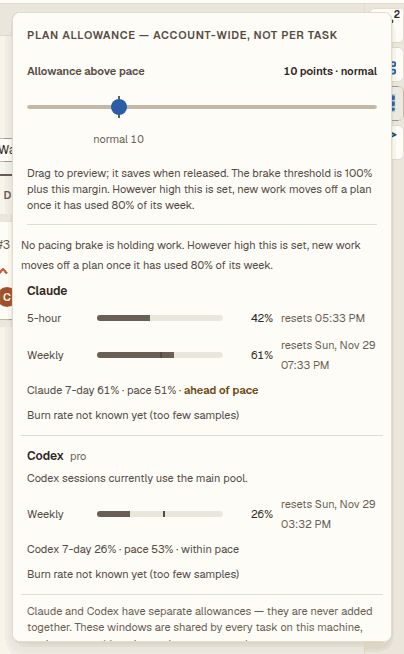 PLAN ALLOWANCE — ACCOUNT-WIDE, NOT PER TASK
2
Allowance above pace 10 points · normal
normal 10
Drag to preview; it saves when released. The brake threshold is 100%
plus this margin. However high this is set, new work moves off a plan
once it has used 80% of its week.
No pacing brake is holding work. However high this is set, new work
moves off a plan once it has used 80% of its week.
Claude
5-hour 42% resets 05:33 PM
Weekly 61% resets Sun, Nov 29
07:33 PM
Claude 7-day 61% · pace 51% · ahead of pace
Burn rate not known yet (too few samples)
Codex pro
Codex sessions currently use the main pool.
Weekly 26% resets Sun, Nov 29
03:32 PM
Codex 7-day 26% · pace 53% · within pace
Burn rate not known yet (too few samples)
Claude and Codex have separate allowances — they are never added
together. These windows are shared by every task on this machine,
Wa
D
#3
C